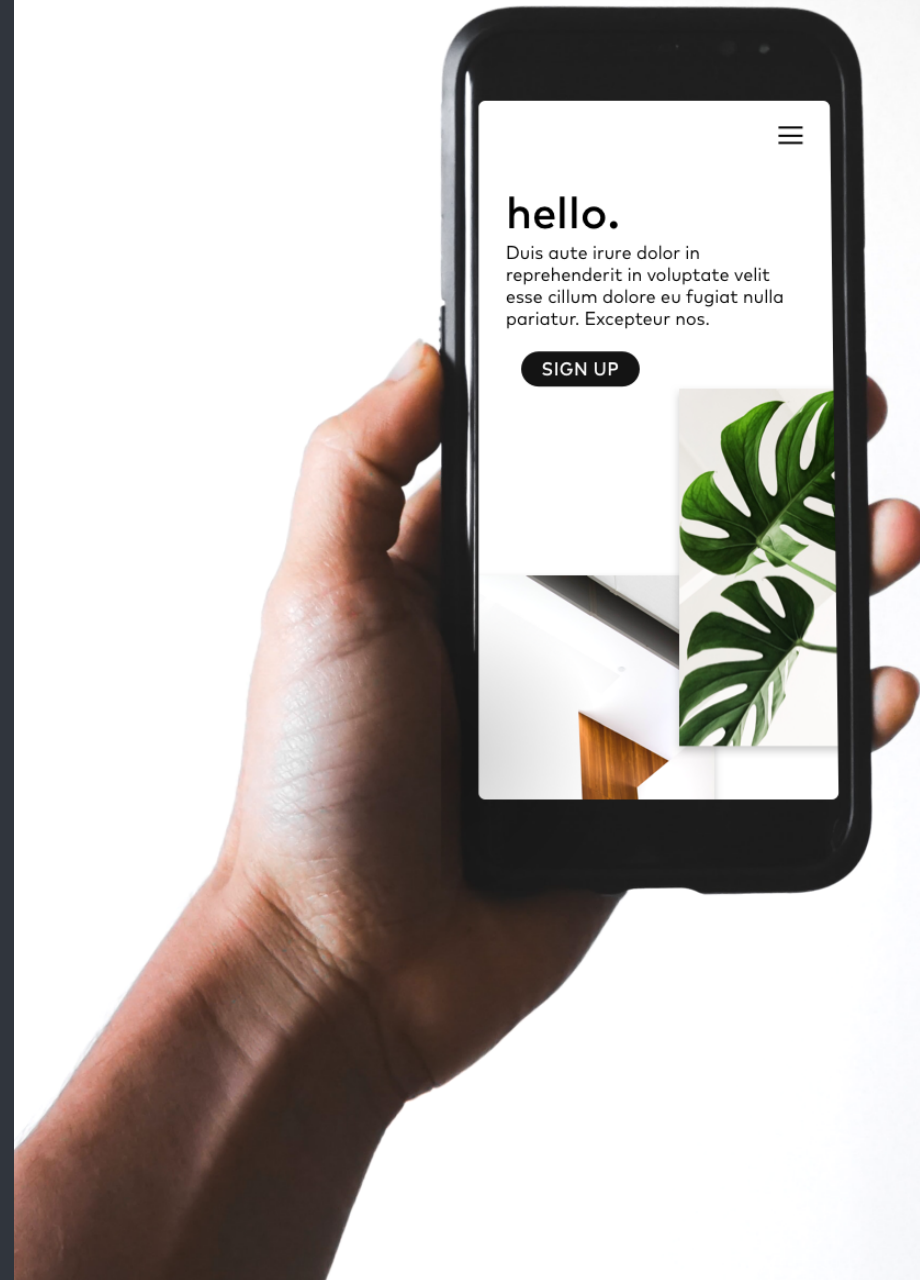 hello.
Duis aute irure dolor in
reprehenderit in voluptate velit
esse cillum dolore eu fugiat nulla
pariatur. Excepteur nos.
SIGN UP